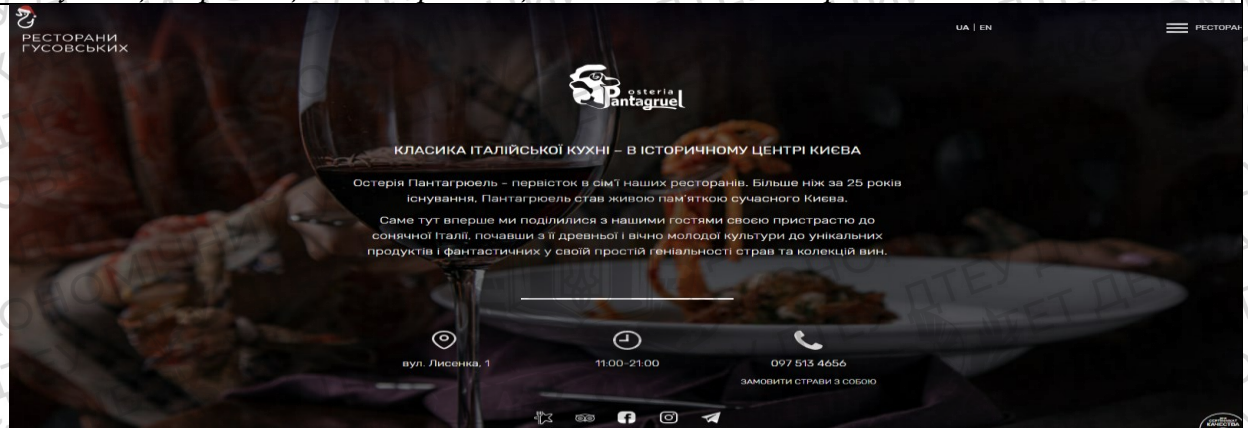 РЕСТОРАНИ
ГУСОВСЬКИХ
UA | EN
РЕСТОРАН
osteria
Pantagruel
КЛАСИКА ІТАЛІЙСЬКОЇ КУХНІ – В ІСТОРИЧНОМУ ЦЕНТРІ КИЄВА
Остерія Пантагрюель – первісток в сім'ї наших ресторанів. Більше ніж за 25 років
існування, Пантагрюель став живою пам'яткою сучасного Києва.
Саме тут вперше ми поділилися з нашими гостями своєю пристрастю до
сонячної Італії, почавши з її древньої і вічно молодої культури до унікальних
продуктів і фантастичних у своїй простій геніальності страв та колекцій вин.
вул. Лисенка, 1
11:00–21:00
097 513 4656
ЗАМОВИТИ СТРАВИ З СОБОЮ
КАЧЕСТВА